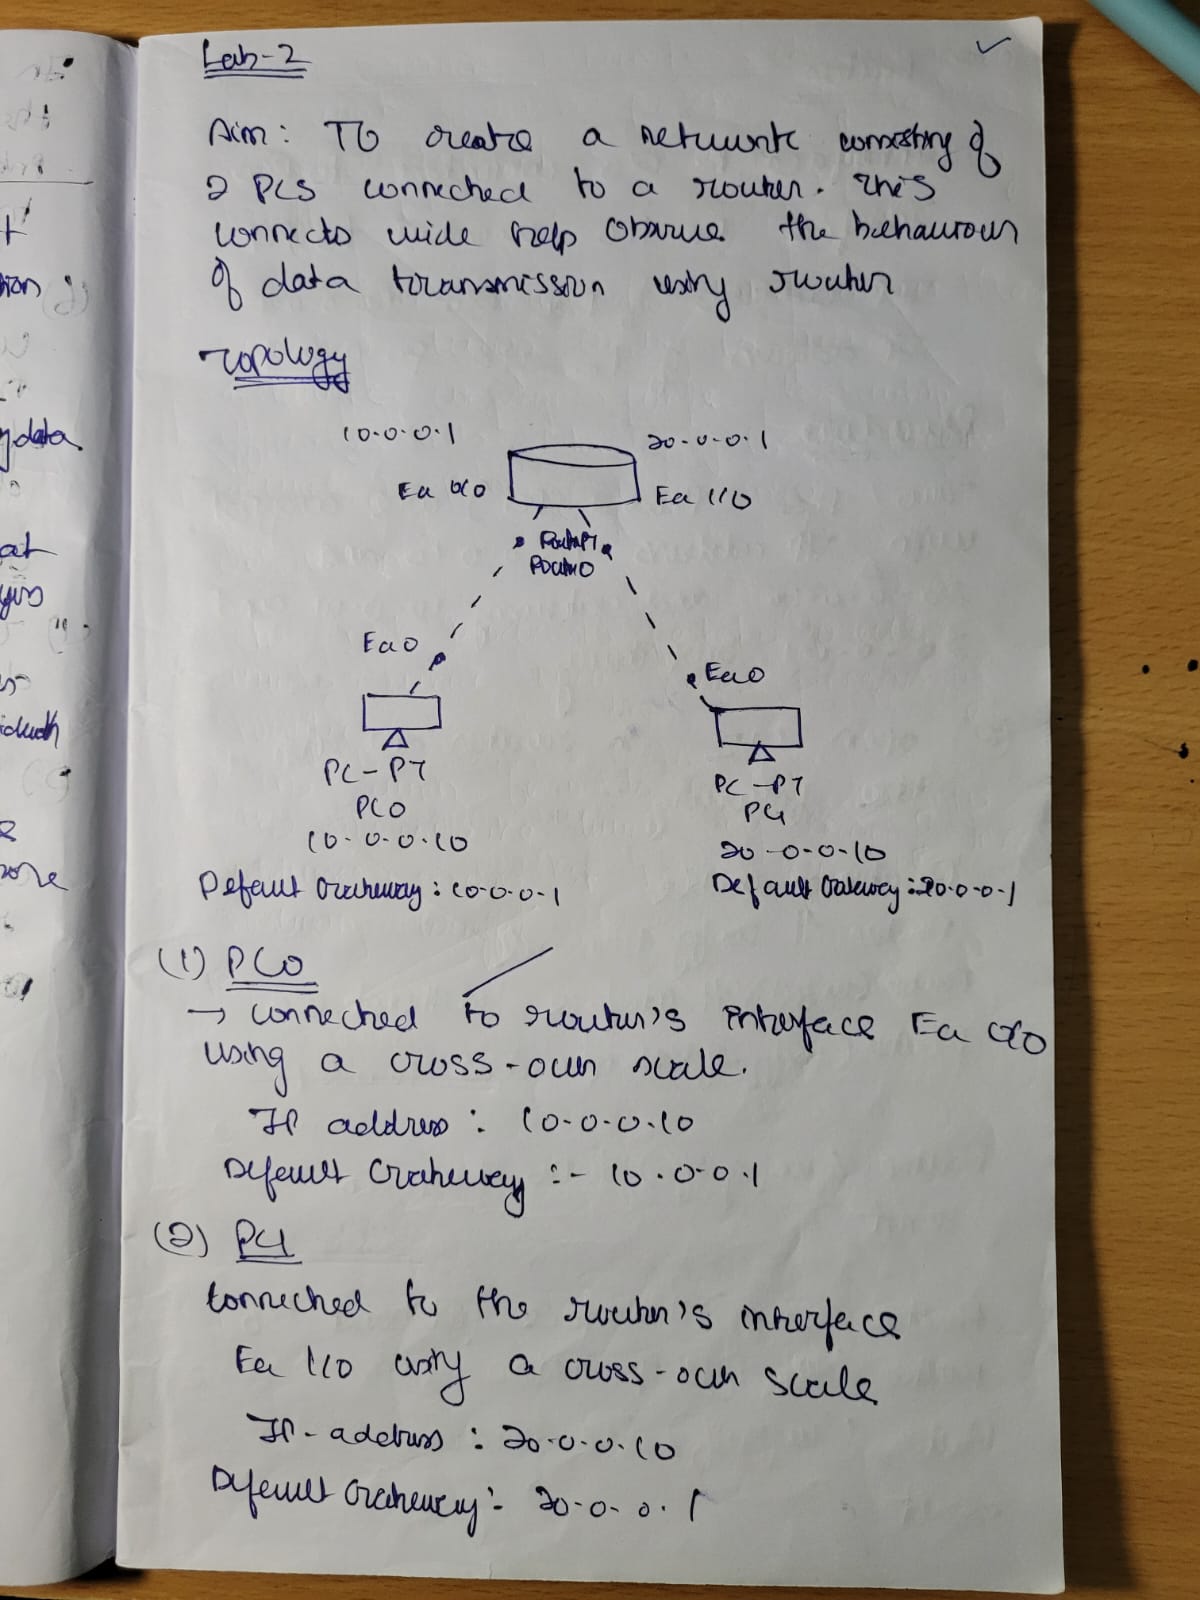 Lab-2
Aim: To create a network consisting of
2 PCs connected to a router. This
connects wide help observe the behaviour
of data transmission using router
Topology
10.0.0.1
20.0.0.1
Fa 0/0
Fa 1/0
Router-PT
Router0
Fa0
Fa0
PC-PT
PC0
10.0.0.10
Default Gateway: 10.0.0.1
PC-PT
PC1
20.0.0.10
Default Gateway: 20.0.0.1
(1) PC0
→ connected to router's interface Fa 0/0
using a cross-over scale.
IP address: 10.0.0.10
Default Gateway :- 10.0.0.1
(2) PC1
connected to the router's interface
Fa 1/0 using a cross-over scale
IP-address: 20.0.0.10
Default Gateway:- 20.0.0.1
data
at